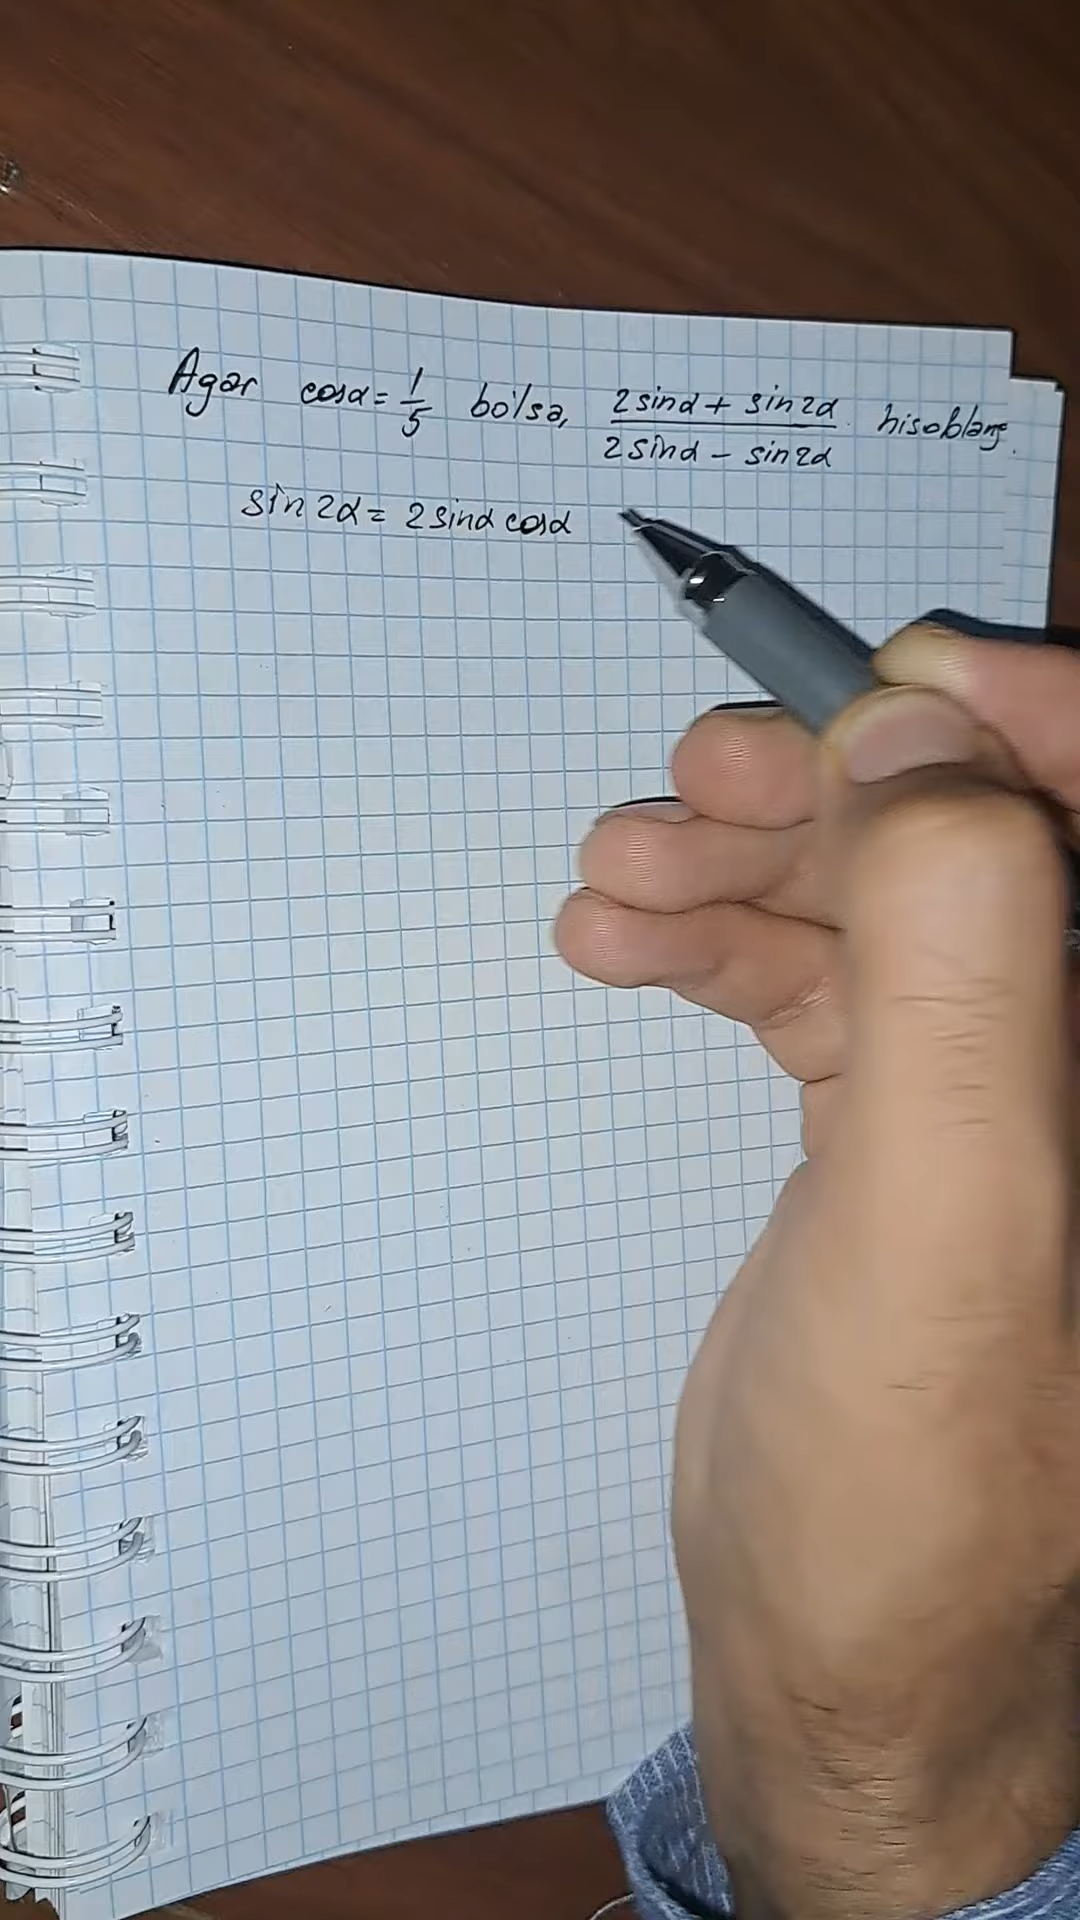 Agar cosα = 1/5 bo'lsa, (2sinα + sin2α)/(2sinα - sin2α) hisoblang.
sin2α = 2sinα cosα